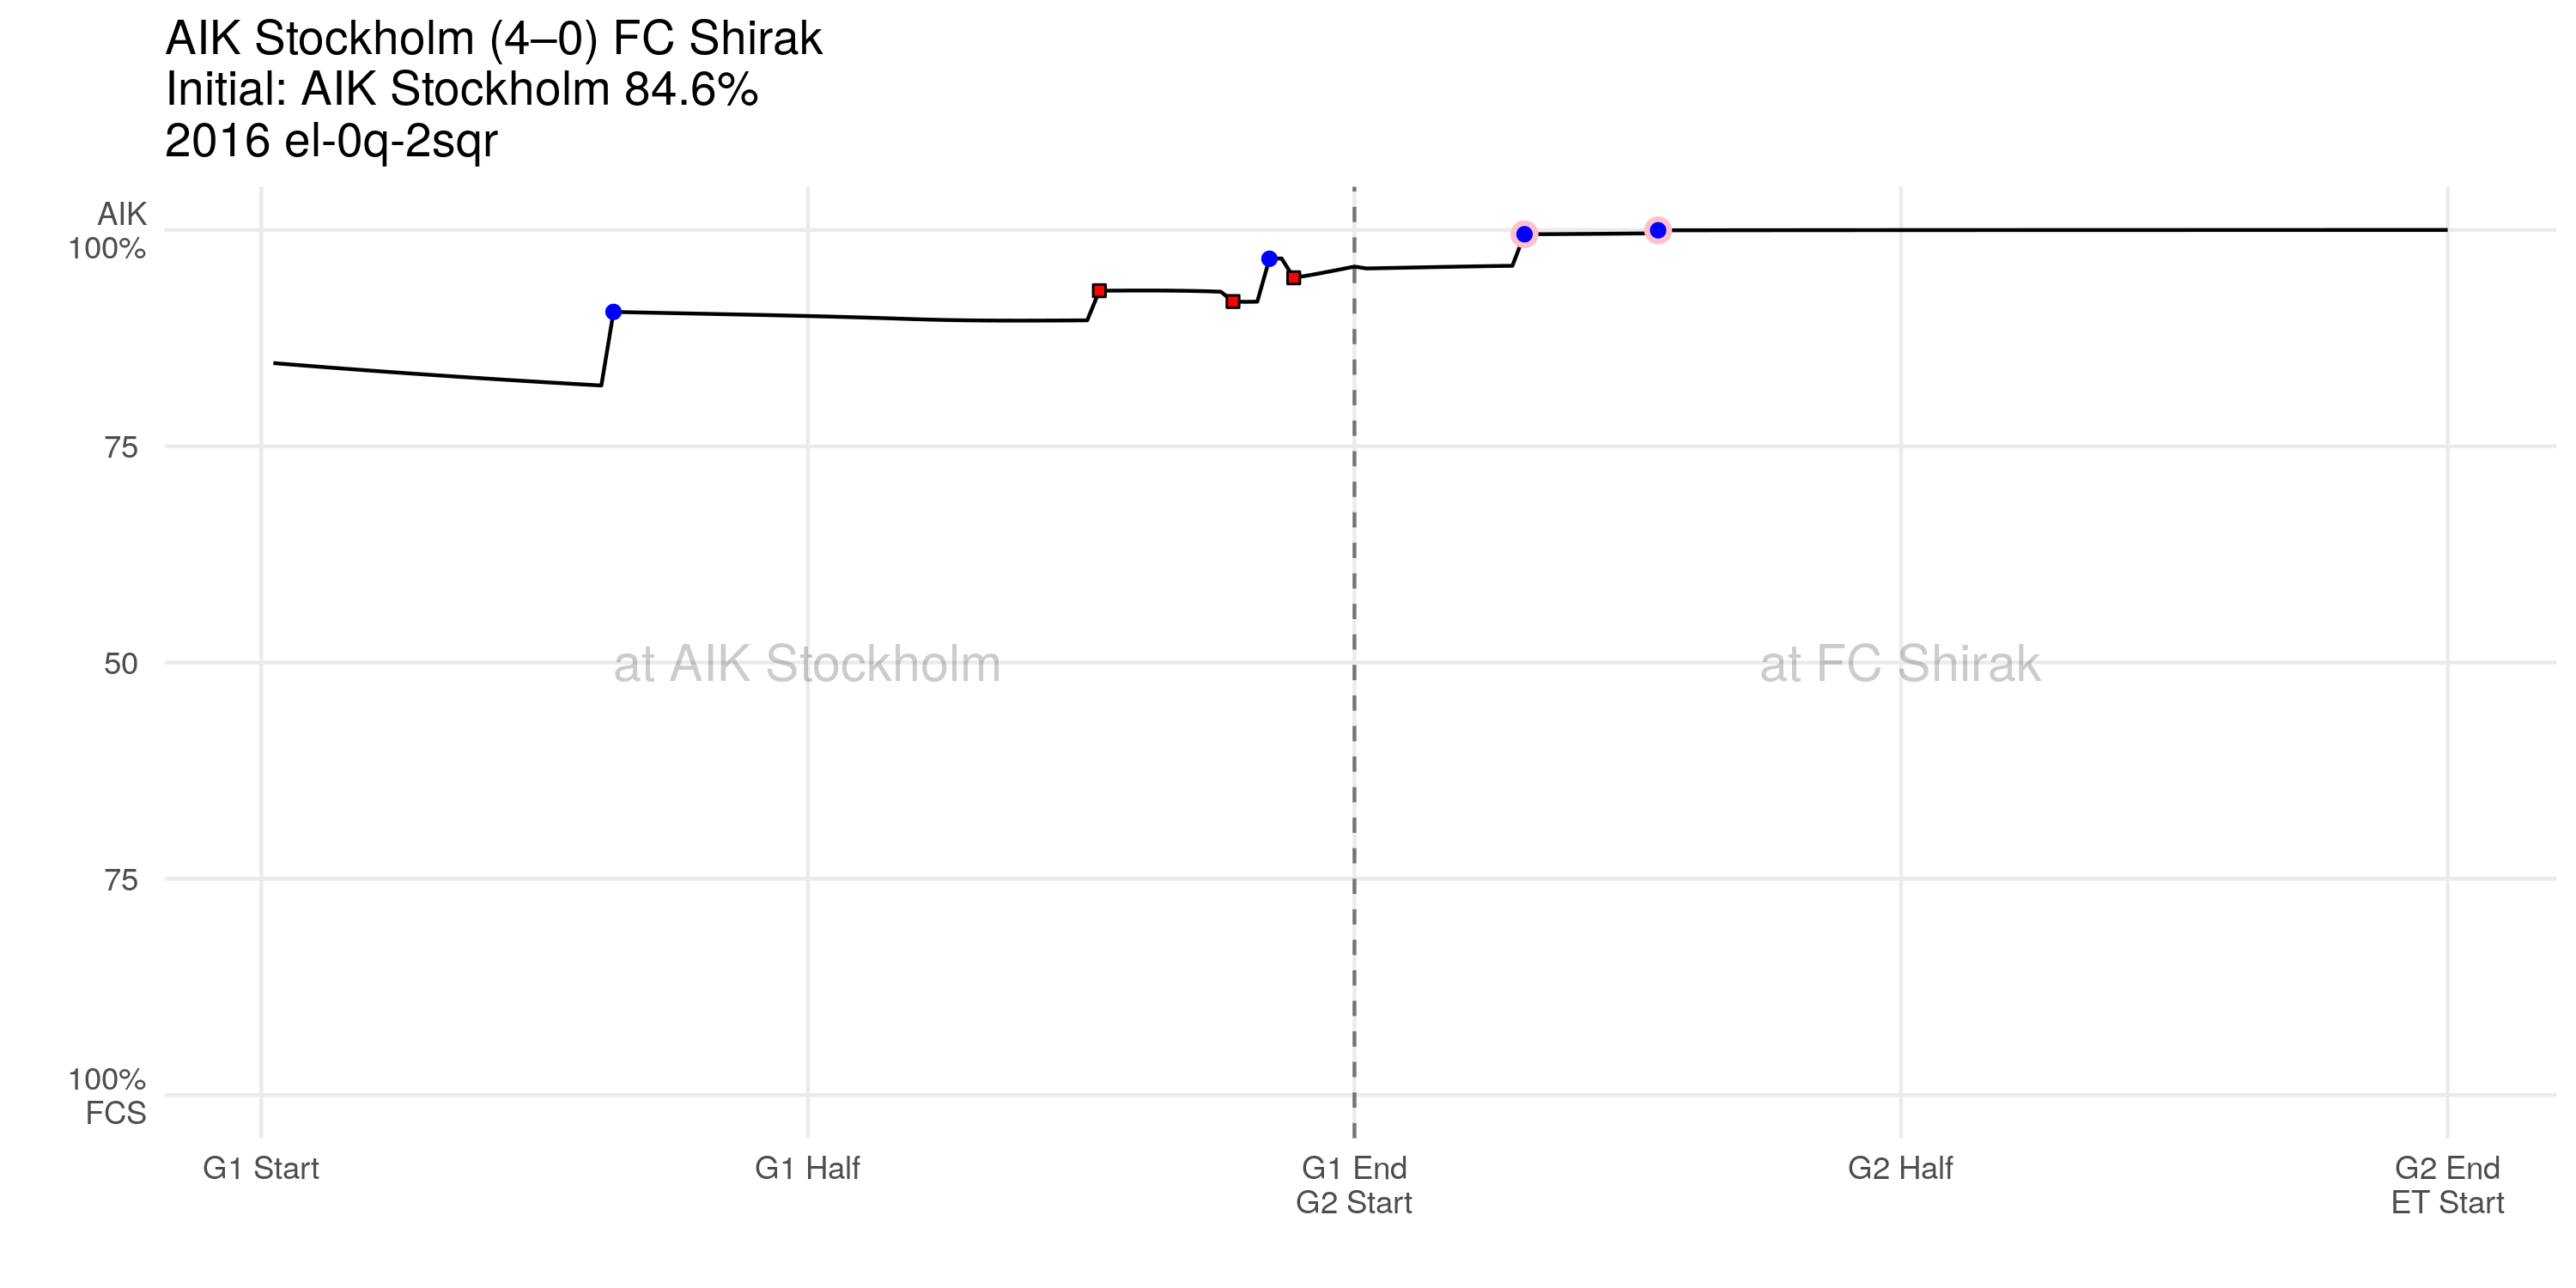 AIK Stockholm (4–0) FC Shirak
Initial: AIK Stockholm 84.6%
2016 el-0q-2sqr
AIK
100%
75
50
75
100%
FCS
at AIK Stockholm
at FC Shirak
G1 Start
G1 Half
G1 End
G2 Start
G2 Half
G2 End
ET Start